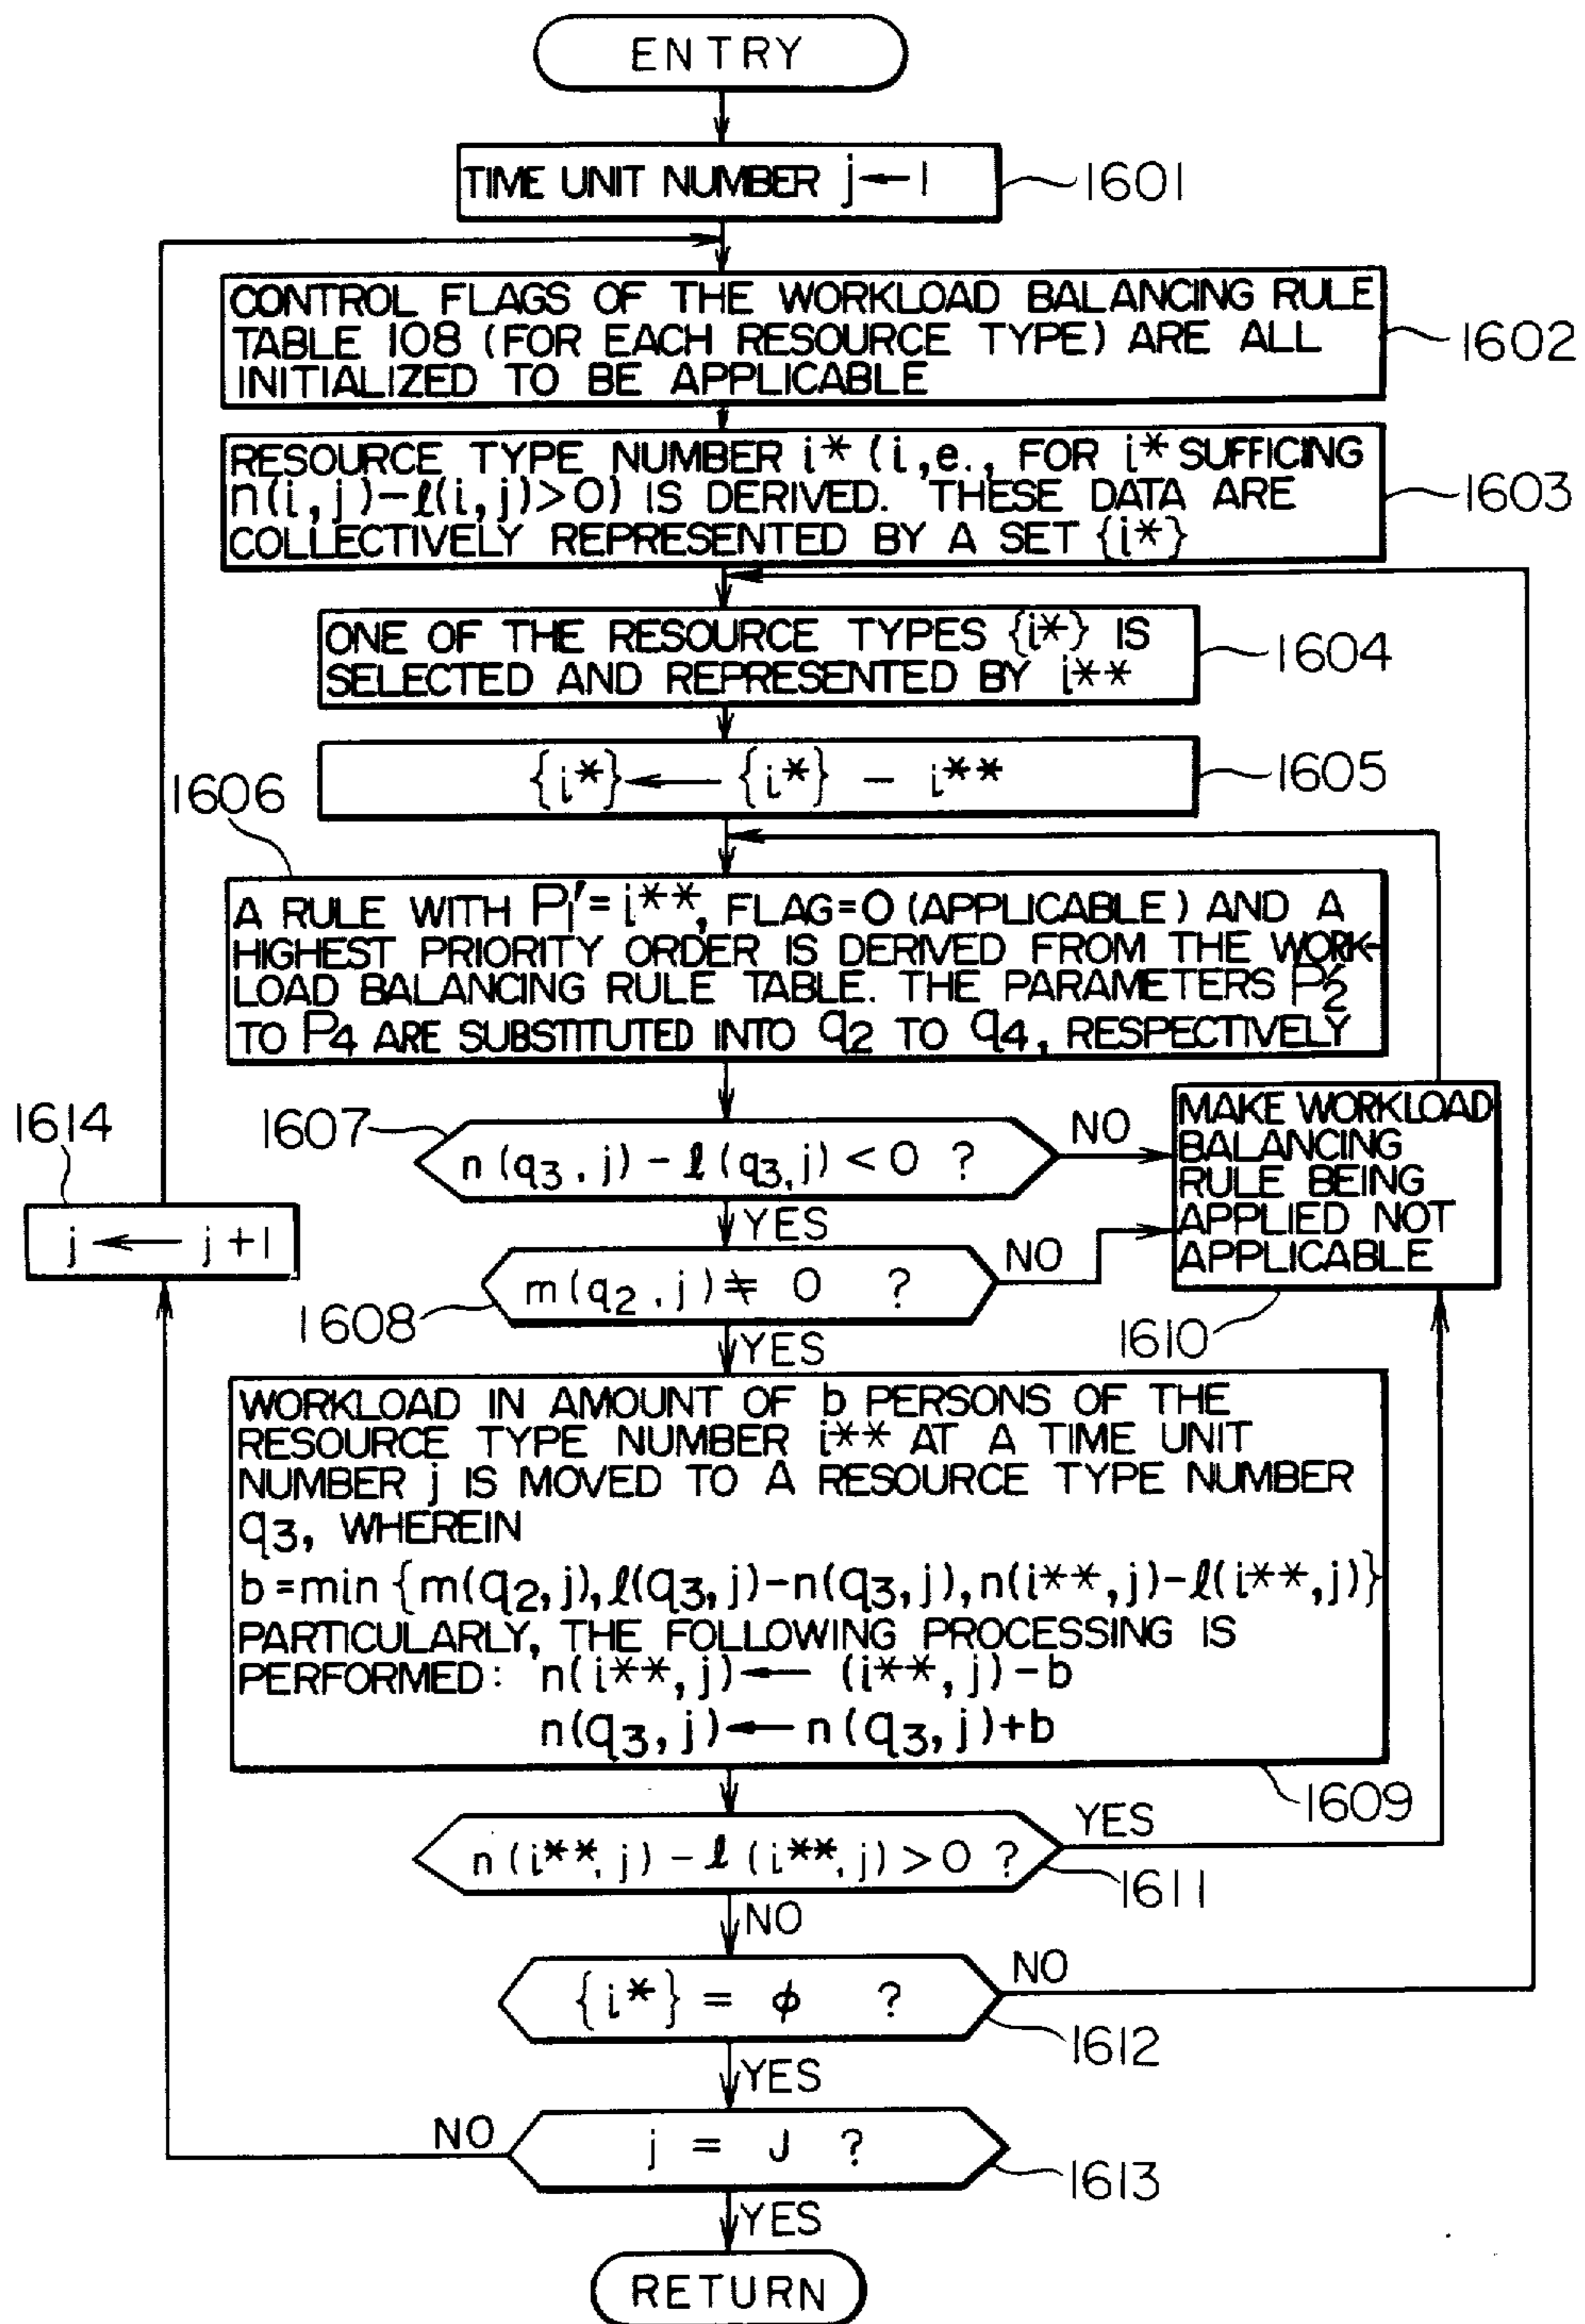 ENTRY
TIME UNIT NUMBER j ← 1
1601
CONTROL FLAGS OF THE WORKLOAD BALANCING RULE
TABLE 108 (FOR EACH RESOURCE TYPE) ARE ALL
INITIALIZED TO BE APPLICABLE
1602
RESOURCE TYPE NUMBER i* (i,e., FOR i* SUFFICING
n(i,j)-ℓ(i,j)>0) IS DERIVED. THESE DATA ARE
COLLECTIVELY REPRESENTED BY A SET {i*}
1603
ONE OF THE RESOURCE TYPES {i*} IS
SELECTED AND REPRESENTED BY i**
1604
{i*} ← {i*} - i**
1605
1606
A RULE WITH P1'= i**, FLAG=0 (APPLICABLE) AND A
HIGHEST PRIORITY ORDER IS DERIVED FROM THE WORK-
LOAD BALANCING RULE TABLE. THE PARAMETERS P2'
TO P4 ARE SUBSTITUTED INTO q2 TO q4, RESPECTIVELY
1607
n(q3, j) - ℓ(q3, j) < 0 ?
NO
YES
MAKE WORKLOAD
BALANCING
RULE BEING
APPLIED NOT
APPLICABLE
1610
1614
j ← j+1
m(q2, j) ≠ 0 ?
NO
1608
YES
WORKLOAD IN AMOUNT OF b PERSONS OF THE
RESOURCE TYPE NUMBER i** AT A TIME UNIT
NUMBER j IS MOVED TO A RESOURCE TYPE NUMBER
q3, WHEREIN
b=min {m(q2, j), ℓ(q3, j)-n(q3, j), n(i**, j)-ℓ(i**, j)}
PARTICULARLY, THE FOLLOWING PROCESSING IS
PERFORMED: n(i**, j) ← (i**, j)-b
n(q3, j) ← n(q3, j)+b
1609
n(i**, j) - ℓ(i**, j) > 0 ?
YES
1611
NO
{i*} = φ ?
NO
1612
YES
j = J ?
NO
1613
YES
RETURN